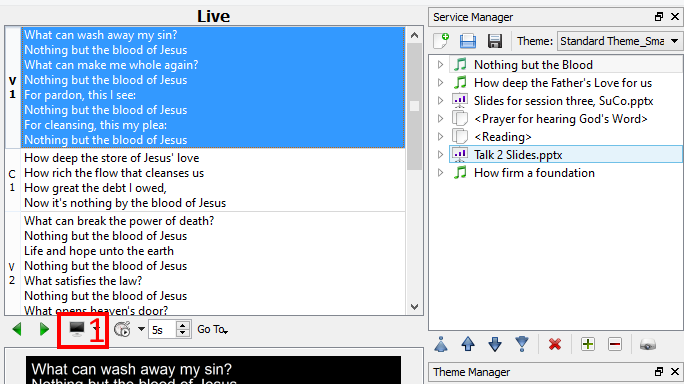 Live
What can wash away my sin?
Nothing but the blood of Jesus
What can make me whole again?
V
Nothing but the blood of Jesus
1
For pardon, this I see:
Nothing but the blood of Jesus
For cleansing, this my plea:
Nothing but the blood of Jesus
How deep the store of Jesus' love
C
How rich the flow that cleanses us
1
How great the debt I owed,
Now it's nothing by the blood of Jesus
What can break the power of death?
Nothing but the blood of Jesus
Life and hope unto the earth
V
Nothing but the blood of Jesus
2
What satisfies the law?
Nothing but the blood of Jesus
What opens heaven's door?
1
5s
Go To
What can wash away my sin?
Nothing but the blood of Jesus
Service Manager
Theme: Standard Theme_Sma
Nothing but the Blood
How deep the Father's Love for us
Slides for session three, SuCo.pptx
<Prayer for hearing God's Word>
<Reading>
Talk 2 Slides.pptx
How firm a foundation
Theme Manager